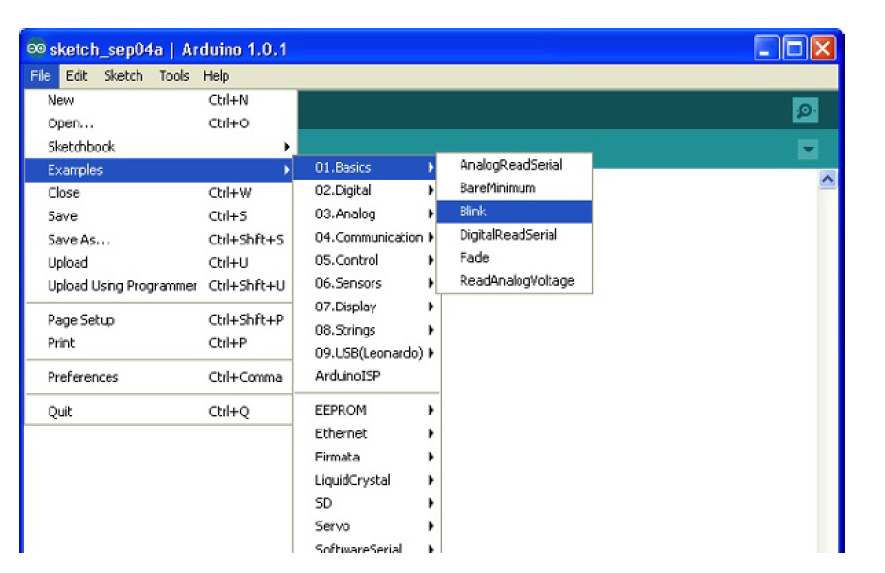 sketch_sep04a | Arduino 1.0.1
File Edit Sketch Tools Help
New Ctrl+N
Open... Ctrl+O
Sketchbook
Examples
Close Ctrl+W
Save Ctrl+S
Save As... Ctrl+Shft+S
Upload Ctrl+U
Upload Using Programmer Ctrl+Shft+U
Page Setup Ctrl+Shft+P
Print Ctrl+P
Preferences Ctrl+Comma
Quit Ctrl+Q
01.Basics
02.Digital
03.Analog
04.Communication
05.Control
06.Sensors
07.Display
08.Strings
09.USB(Leonardo)
ArduinoISP
EEPROM
Ethernet
Firmata
LiquidCrystal
SD
Servo
SoftwareSerial
AnalogReadSerial
BareMinimum
Blink
DigitalReadSerial
Fade
ReadAnalogVoltage